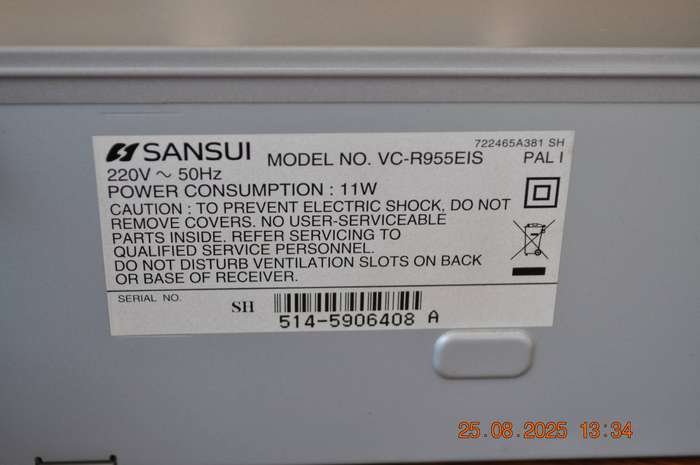 722465A381 SH
SANSUI MODEL NO. VC-R955EIS PAL I
220V ~ 50Hz
POWER CONSUMPTION : 11W
CAUTION : TO PREVENT ELECTRIC SHOCK, DO NOT
REMOVE COVERS. NO USER-SERVICEABLE
PARTS INSIDE. REFER SERVICING TO
QUALIFIED SERVICE PERSONNEL.
DO NOT DISTURB VENTILATION SLOTS ON BACK
OR BASE OF RECEIVER.
SERIAL NO. SH
514-5906408 A
25.08.2025 13:34